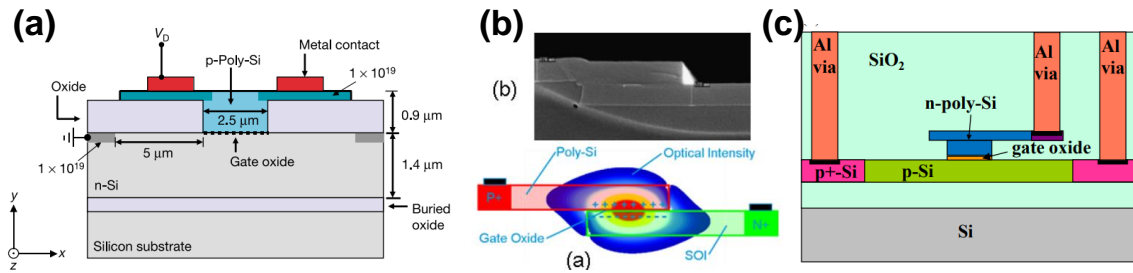 (a)
V_D
p-Poly-Si
Metal contact
1 × 10^19
Oxide
2.5 μm
0.9 μm
5 μm
Gate oxide
1 × 10^19
1.4 μm
n-Si
Buried oxide
Silicon substrate
y
z
x
(b)
(b)
Poly-Si
Optical Intensity
P+
+ + + + + +
- - - - - -
N+
Gate Oxide
SOI
(a)
(c)
Al via
SiO2
Al via
Al via
n-poly-Si
gate oxide
p+-Si
p-Si
Si